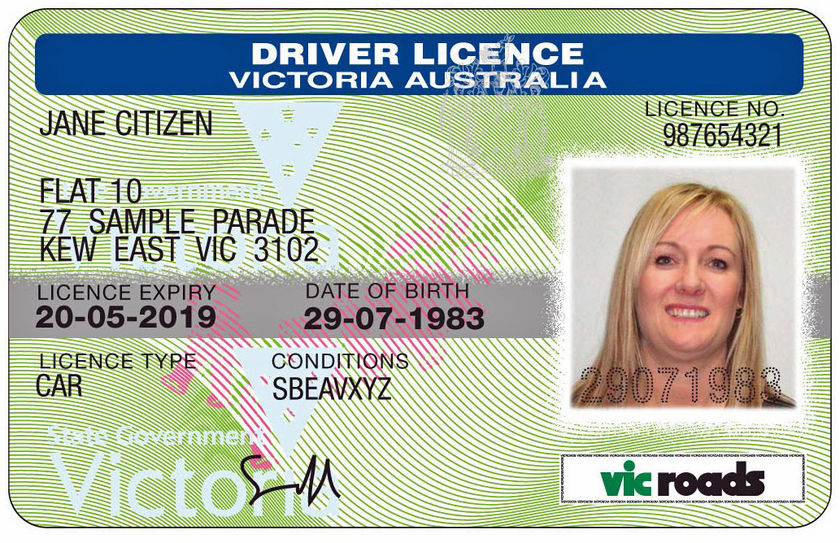 DRIVER LICENCE
VICTORIA AUSTRALIA
JANE CITIZEN
LICENCE NO.
987654321
FLAT 10
77 SAMPLE PARADE
KEW EAST VIC 3102
LICENCE EXPIRY
20-05-2019
DATE OF BIRTH
29-07-1983
LICENCE TYPE
CAR
CONDITIONS
SBEAVXYZ
29071983
State Government
Victoria
vic roads